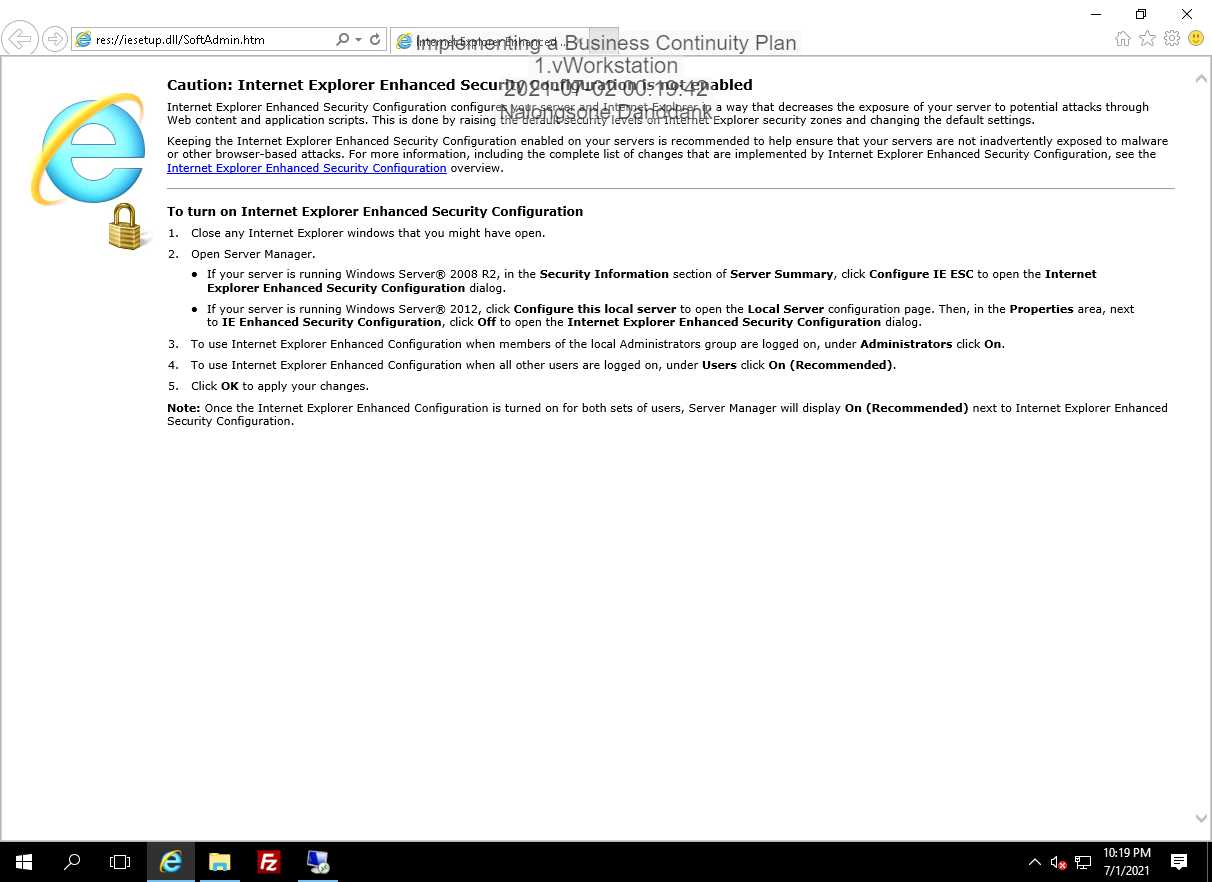 res://iesetup.dll/SoftAdmin.htm
Internet Explorer Enhanced ...
Implementing a Business Continuity Plan
1.vWorkstation
2021-07-02 00:19:42
Caution: Internet Explorer Enhanced Security Configuration is not enabled
Internet Explorer Enhanced Security Configuration configures your server and Internet Explorer in a way that decreases the exposure of your server to potential attacks through
Web content and application scripts. This is done by raising the default security levels on Internet Explorer security zones and changing the default settings.
Keeping the Internet Explorer Enhanced Security Configuration enabled on your servers is recommended to help ensure that your servers are not inadvertently exposed to malware
or other browser-based attacks. For more information, including the complete list of changes that are implemented by Internet Explorer Enhanced Security Configuration, see the
Internet Explorer Enhanced Security Configuration overview.
To turn on Internet Explorer Enhanced Security Configuration
1. Close any Internet Explorer windows that you might have open.
2. Open Server Manager.
• If your server is running Windows Server® 2008 R2, in the Security Information section of Server Summary, click Configure IE ESC to open the Internet
Explorer Enhanced Security Configuration dialog.
• If your server is running Windows Server® 2012, click Configure this local server to open the Local Server configuration page. Then, in the Properties area, next
to IE Enhanced Security Configuration, click Off to open the Internet Explorer Enhanced Security Configuration dialog.
3. To use Internet Explorer Enhanced Configuration when members of the local Administrators group are logged on, under Administrators click On.
4. To use Internet Explorer Enhanced Configuration when all other users are logged on, under Users click On (Recommended).
5. Click OK to apply your changes.
Note: Once the Internet Explorer Enhanced Configuration is turned on for both sets of users, Server Manager will display On (Recommended) next to Internet Explorer Enhanced
Security Configuration.
Fz
10:19 PM
7/1/2021